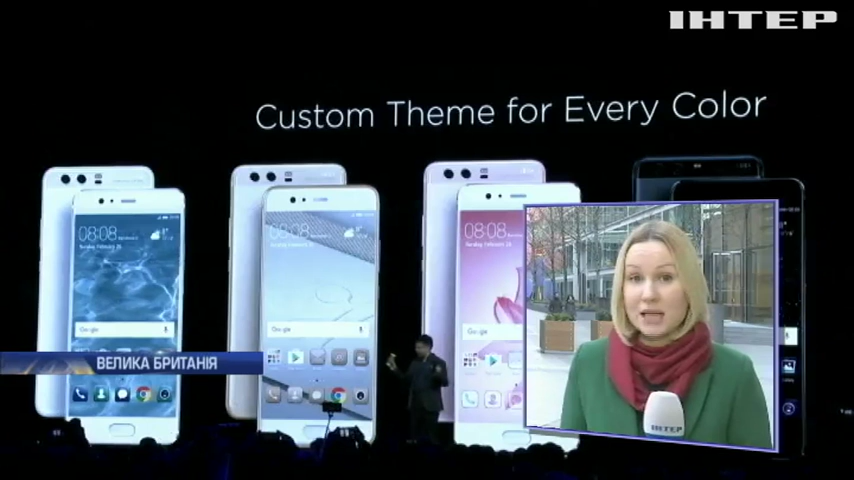 ІНТЕР
Custom Theme for Every Color
08:08
08:08
08:08
Google
Google
Google
ВЕЛИКА БРИТАНІЯ
ІНТЕР